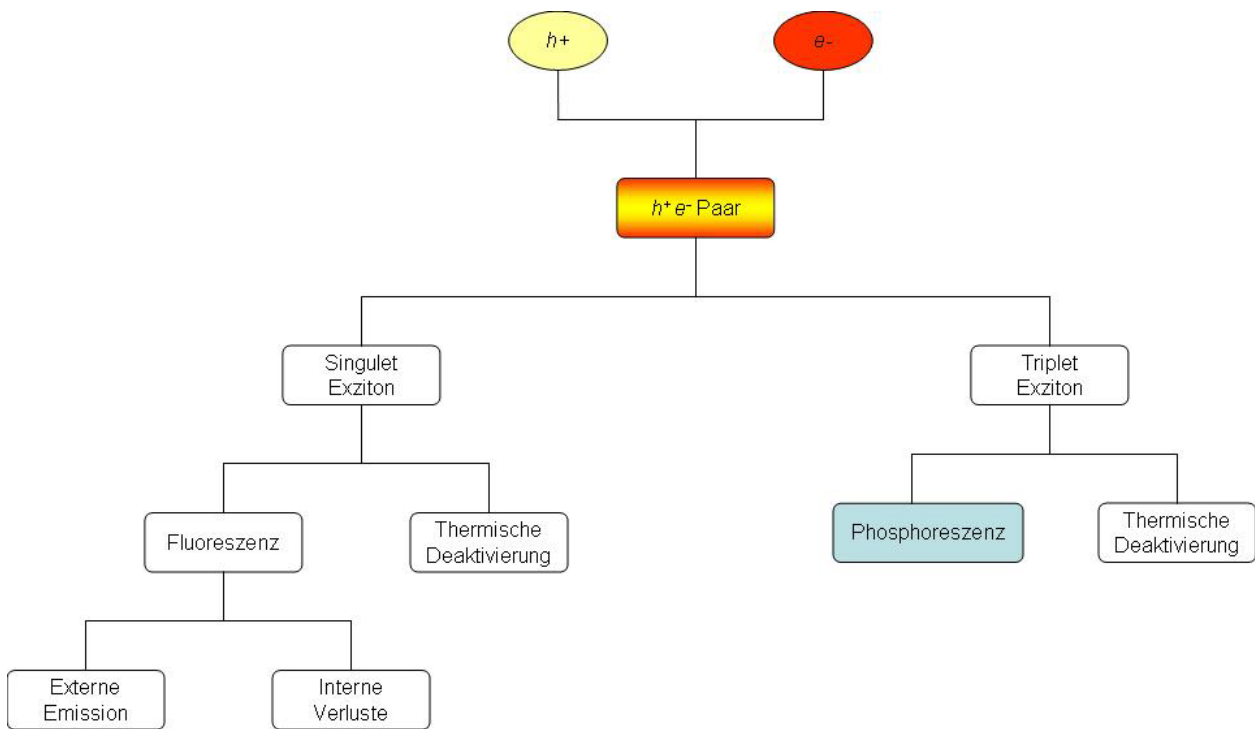 h+
e-
h+ e- Paar
Singulet
Exziton
Triplet
Exziton
Fluoreszenz
Thermische
Deaktivierung
Phosphoreszenz
Thermische
Deaktivierung
Externe
Emission
Interne
Verluste